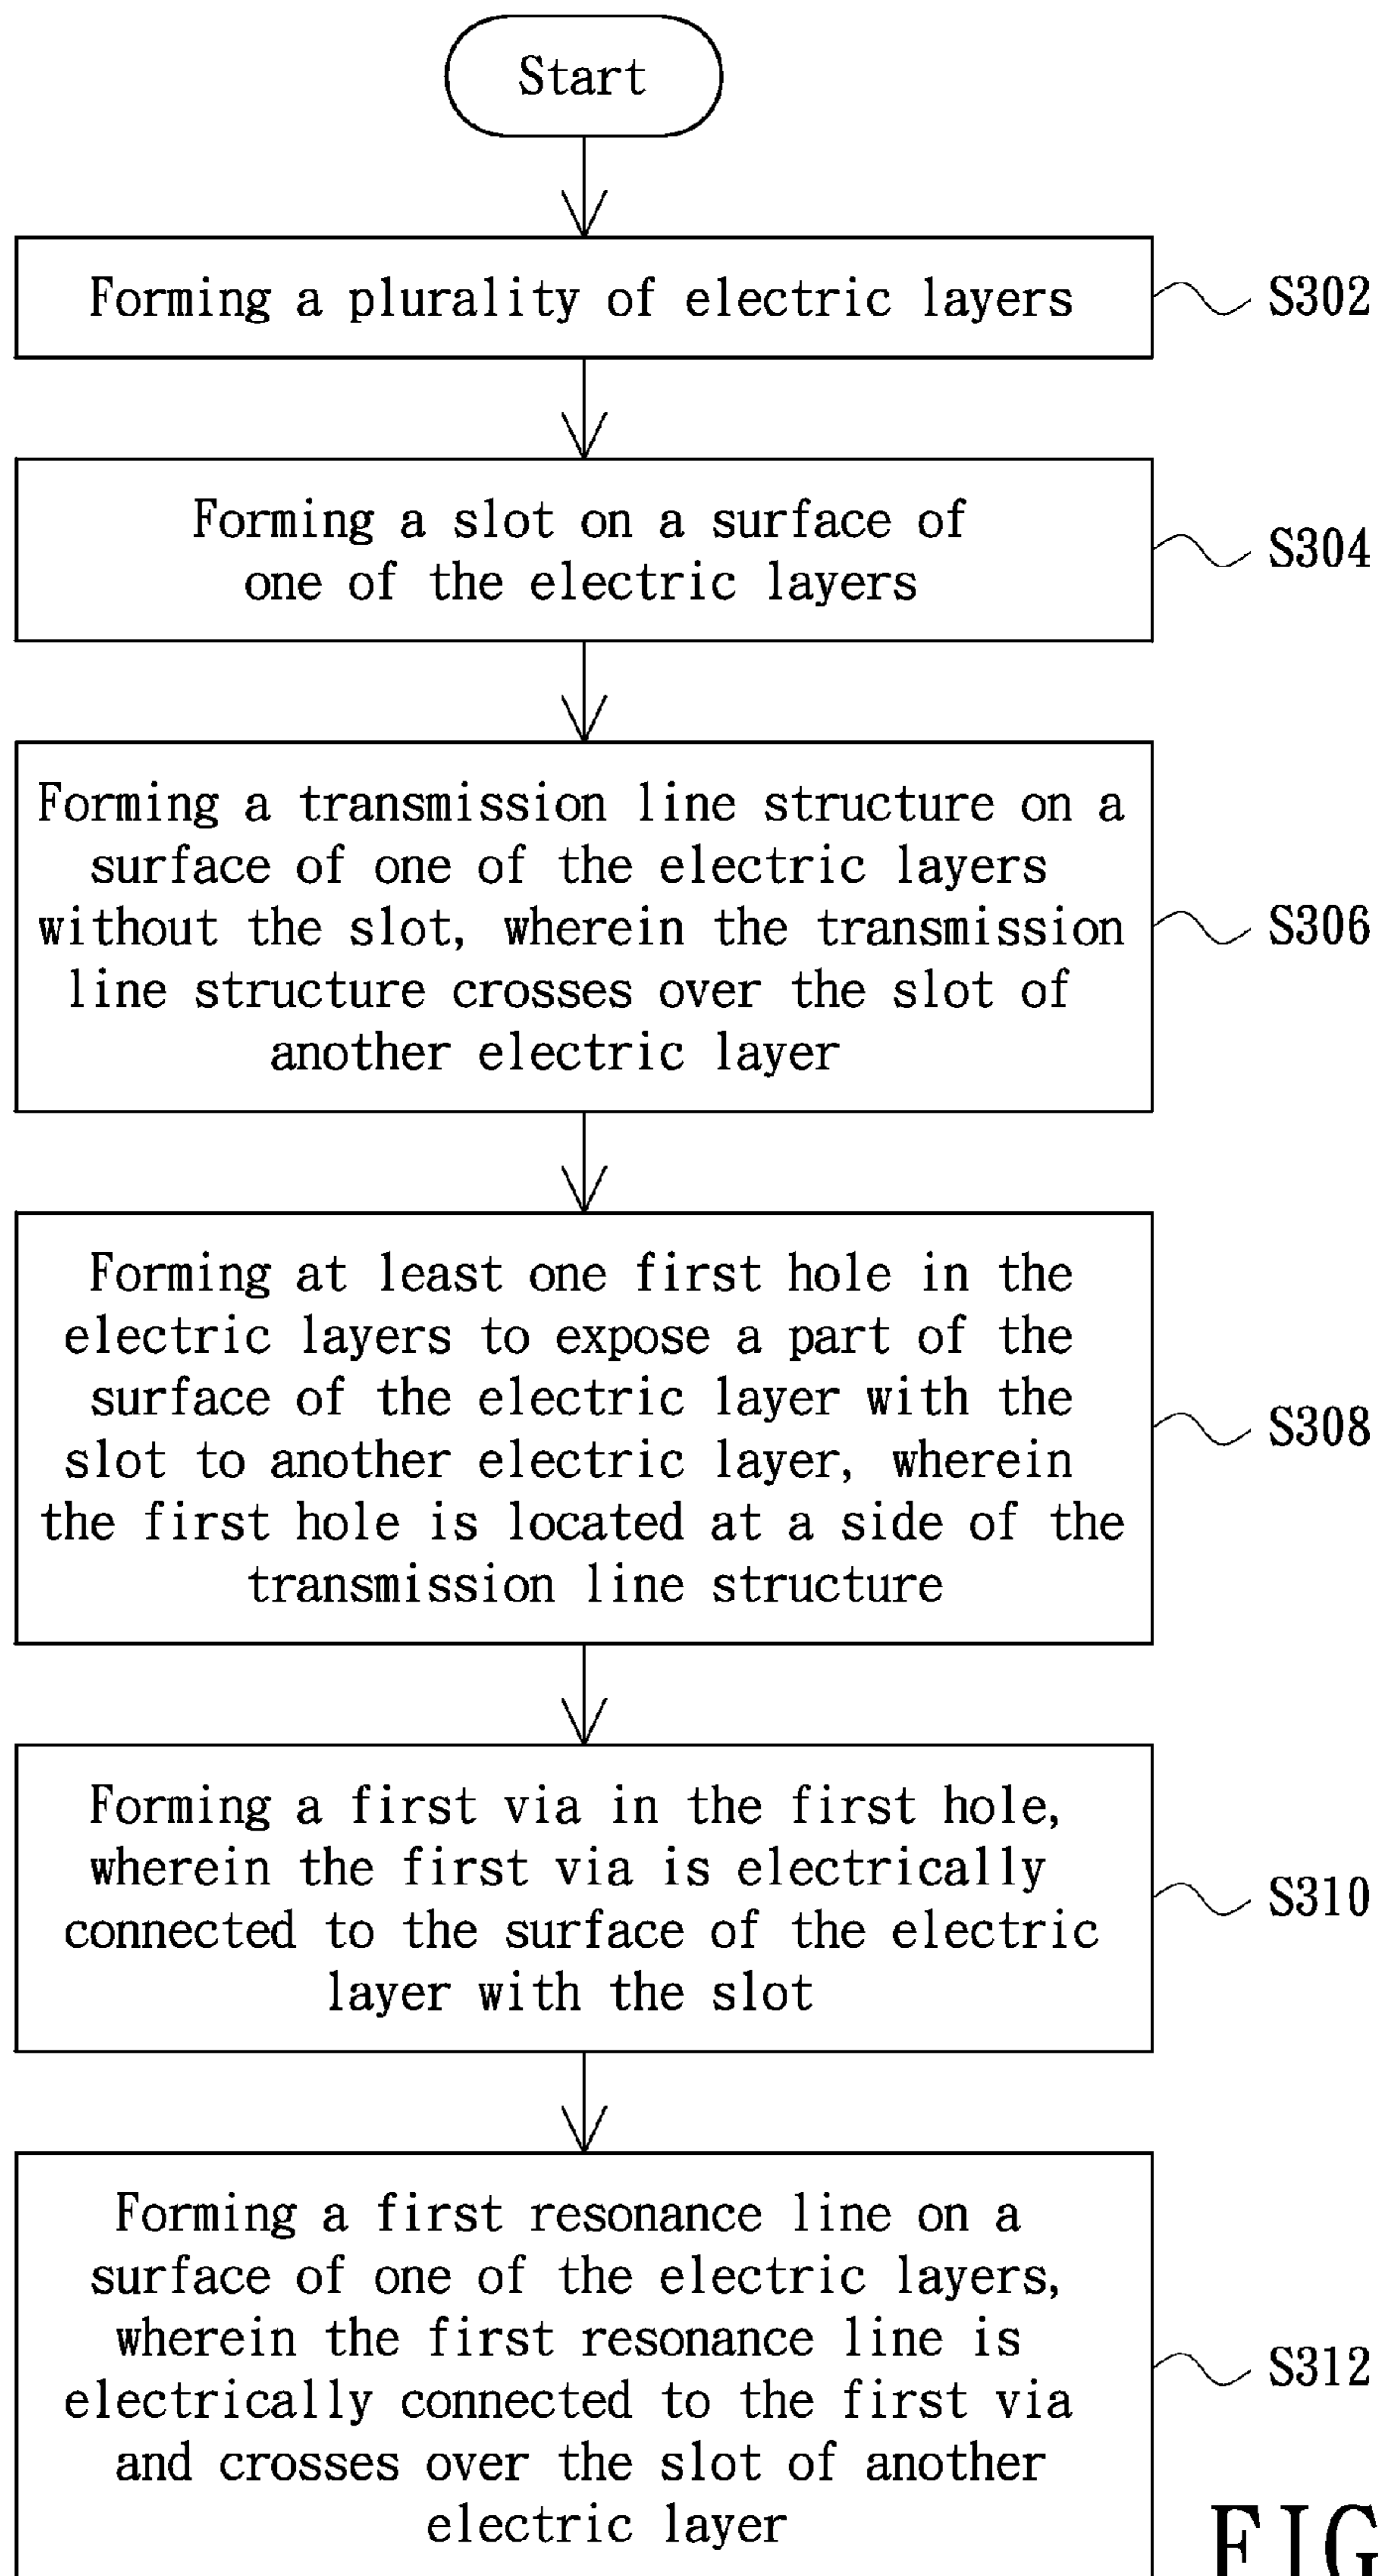 Start
Forming a plurality of electric layers
S302
Forming a slot on a surface of
one of the electric layers
S304
Forming a transmission line structure on a
surface of one of the electric layers
without the slot, wherein the transmission
line structure crosses over the slot of
another electric layer
S306
Forming at least one first hole in the
electric layers to expose a part of the
surface of the electric layer with the
slot to another electric layer, wherein
the first hole is located at a side of the
transmission line structure
S308
Forming a first via in the first hole,
wherein the first via is electrically
connected to the surface of the electric
layer with the slot
S310
Forming a first resonance line on a
surface of one of the electric layers,
wherein the first resonance line is
electrically connected to the first via
and crosses over the slot of another
electric layer
S312
FIG